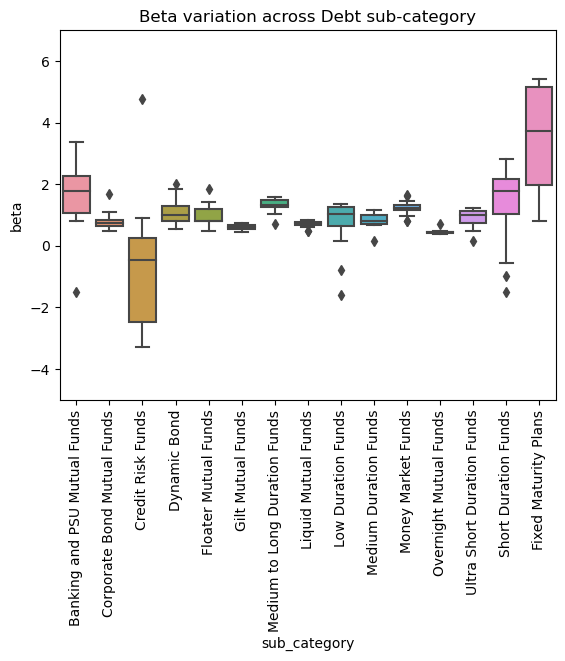 Beta variation across Debt sub-category
6
4
2
0
−2
−4
beta
Banking and PSU Mutual Funds
Corporate Bond Mutual Funds
Credit Risk Funds
Dynamic Bond
Floater Mutual Funds
Gilt Mutual Funds
Medium to Long Duration Funds
Liquid Mutual Funds
Low Duration Funds
Medium Duration Funds
Money Market Funds
Overnight Mutual Funds
Ultra Short Duration Funds
Short Duration Funds
Fixed Maturity Plans
sub_category